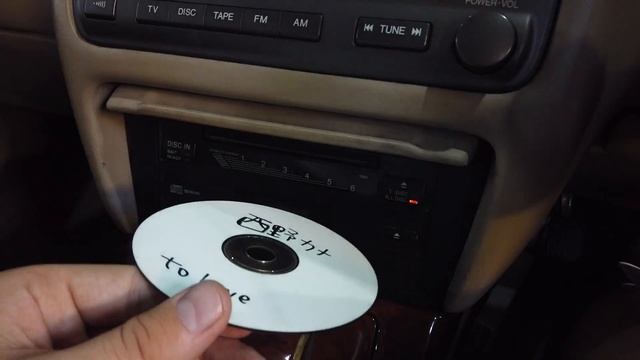 POWER·VOL
TV
DISC
TAPE
FM
AM
TUNE
DISC IN
1 2 3 4 5 6
西野カナ
to love